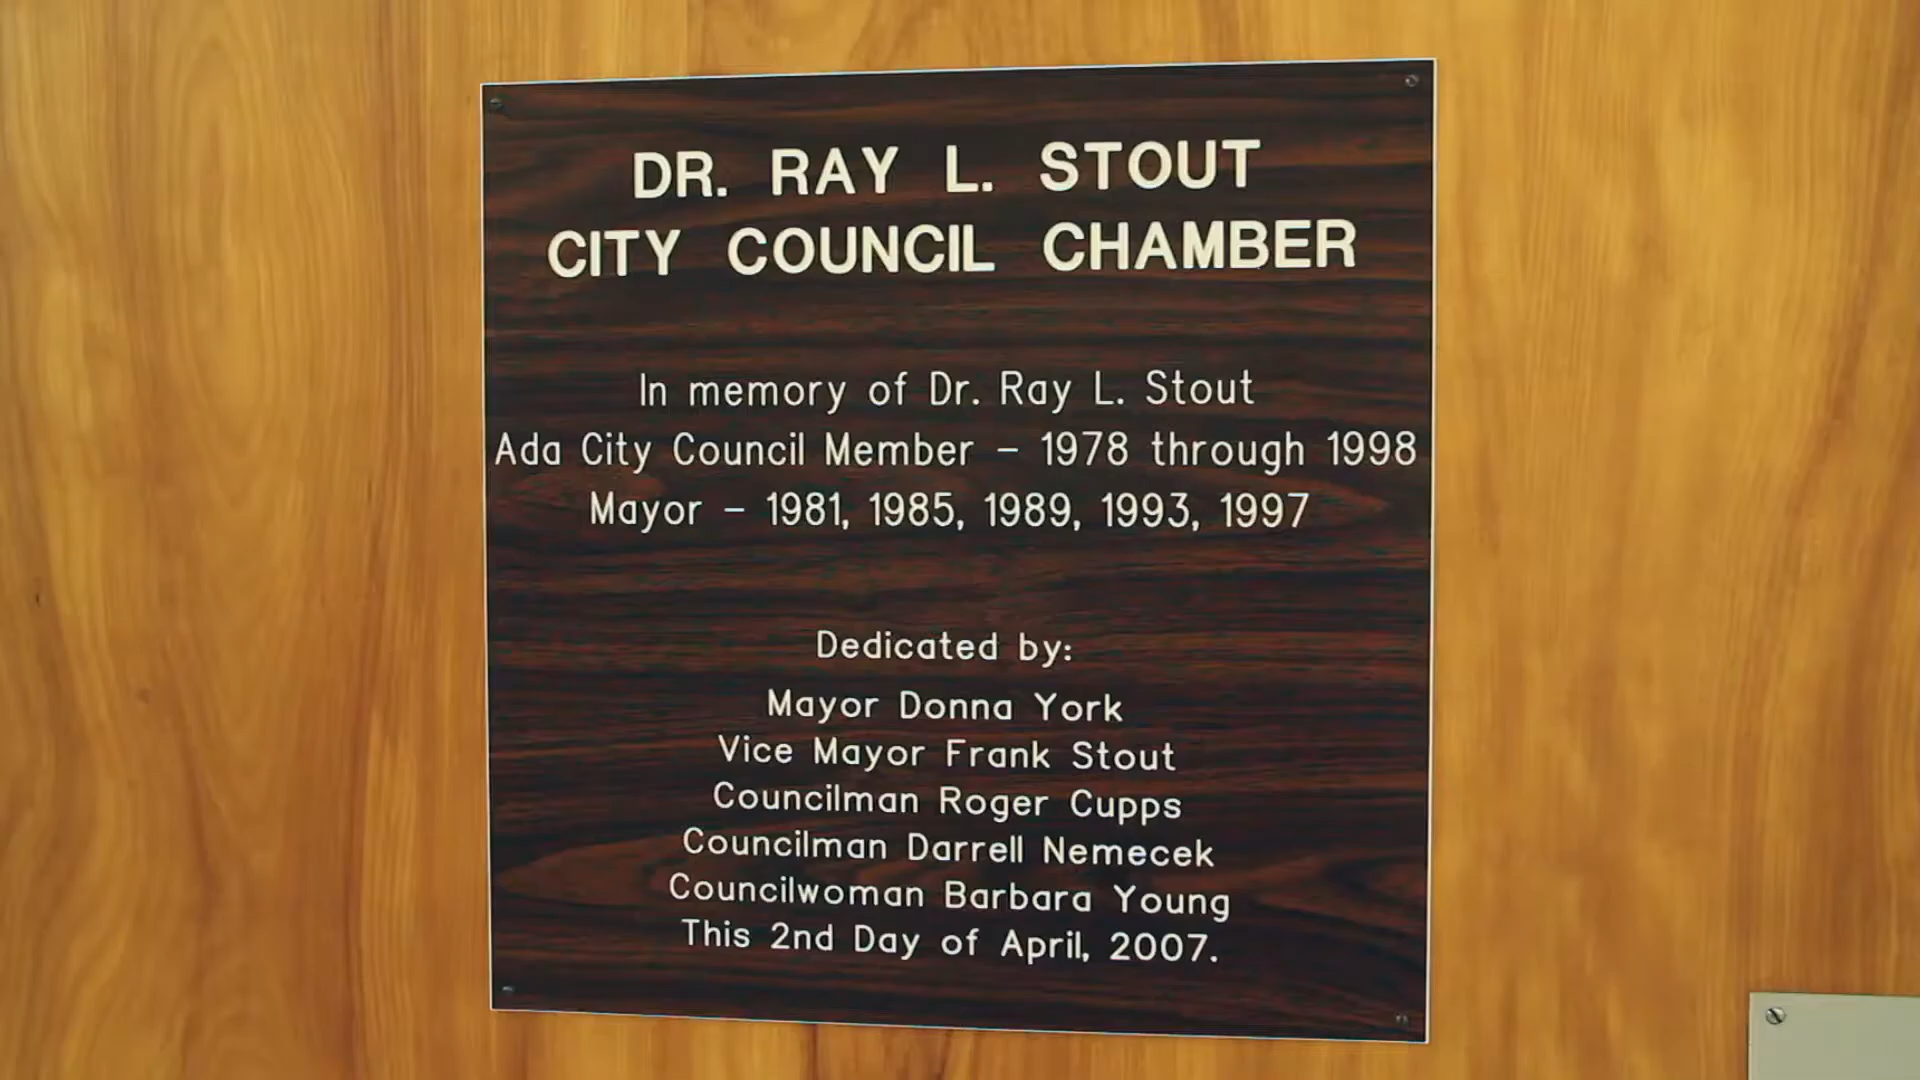 DR. RAY L. STOUT
CITY COUNCIL CHAMBER
In memory of Dr. Ray L. Stout
Ada City Council Member – 1978 through 1998
Mayor – 1981, 1985, 1989, 1993, 1997
Dedicated by:
Mayor Donna York
Vice Mayor Frank Stout
Councilman Roger Cupps
Councilman Darrell Nemecek
Councilwoman Barbara Young
This 2nd Day of April, 2007.